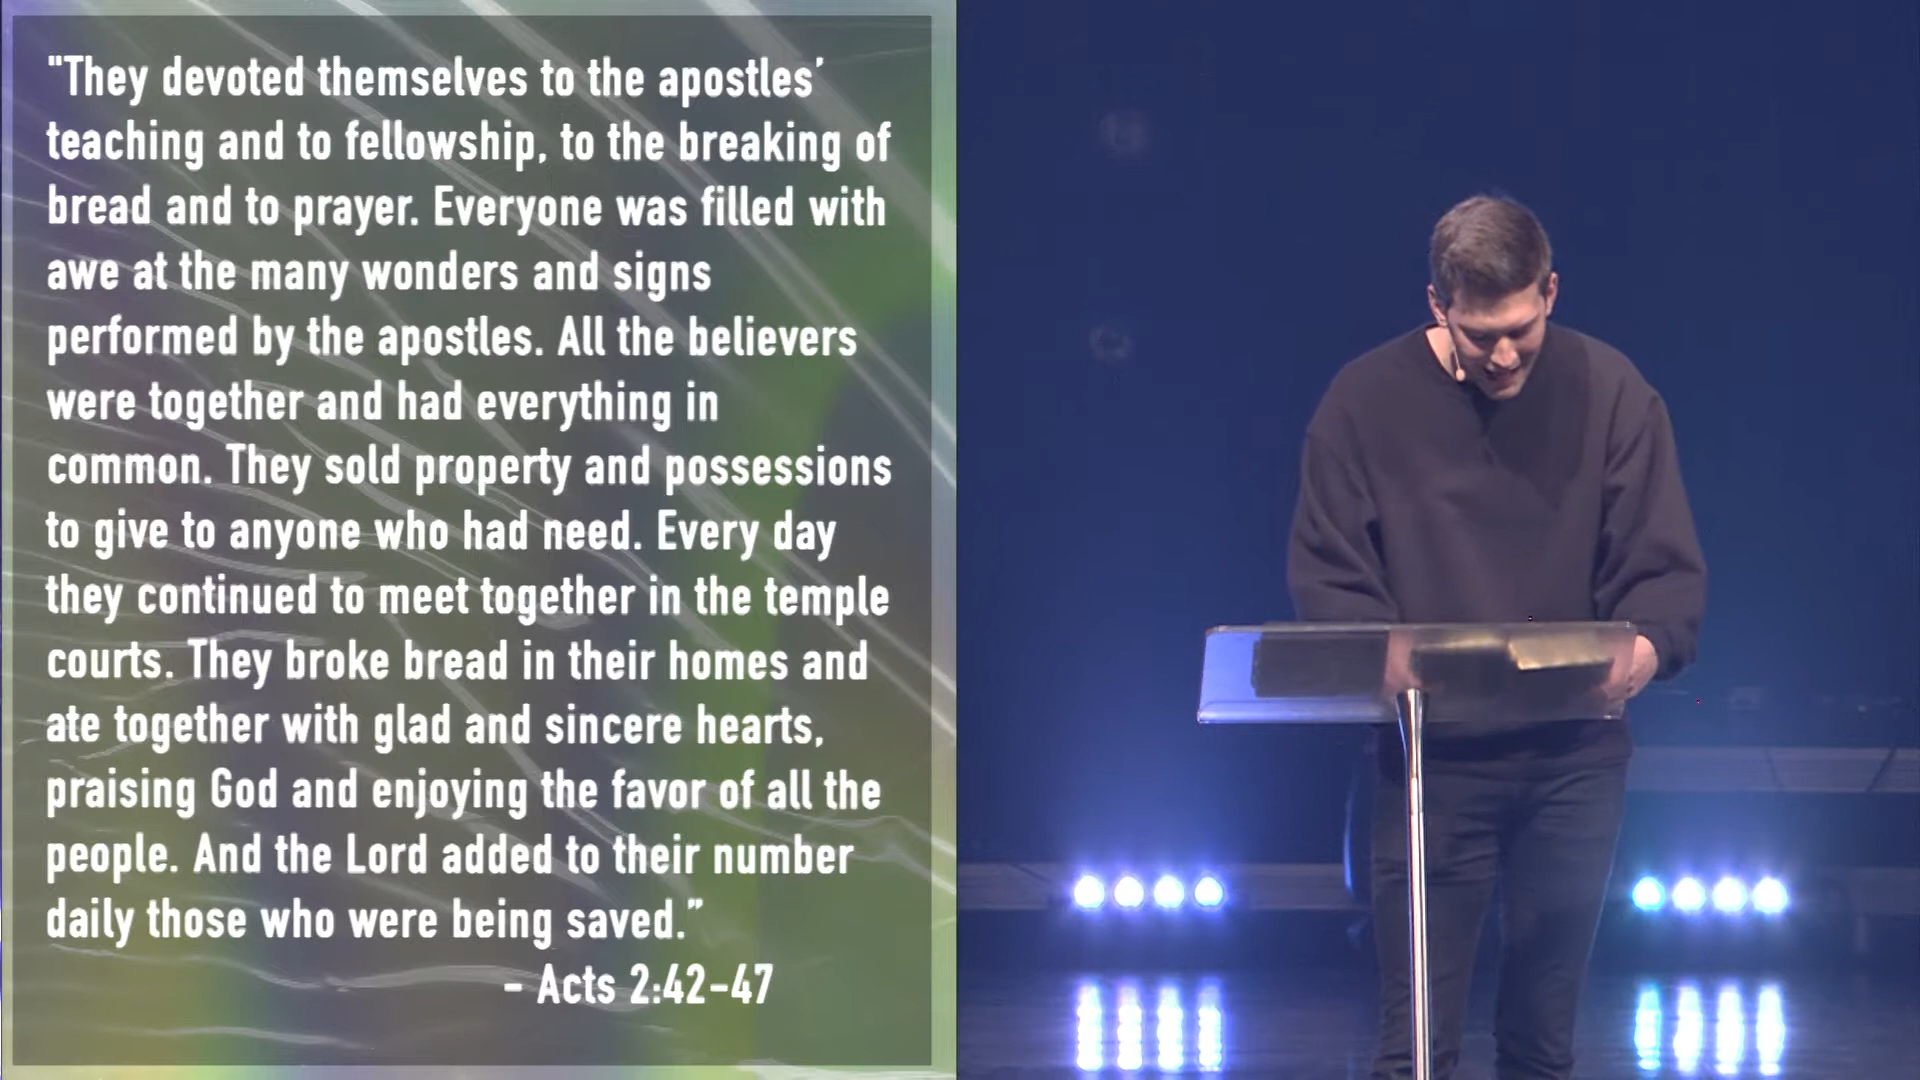 "They devoted themselves to the apostles’
teaching and to fellowship, to the breaking of
bread and to prayer. Everyone was filled with
awe at the many wonders and signs
performed by the apostles. All the believers
were together and had everything in
common. They sold property and possessions
to give to anyone who had need. Every day
they continued to meet together in the temple
courts. They broke bread in their homes and
ate together with glad and sincere hearts,
praising God and enjoying the favor of all the
people. And the Lord added to their number
daily those who were being saved.”
- Acts 2:42-47